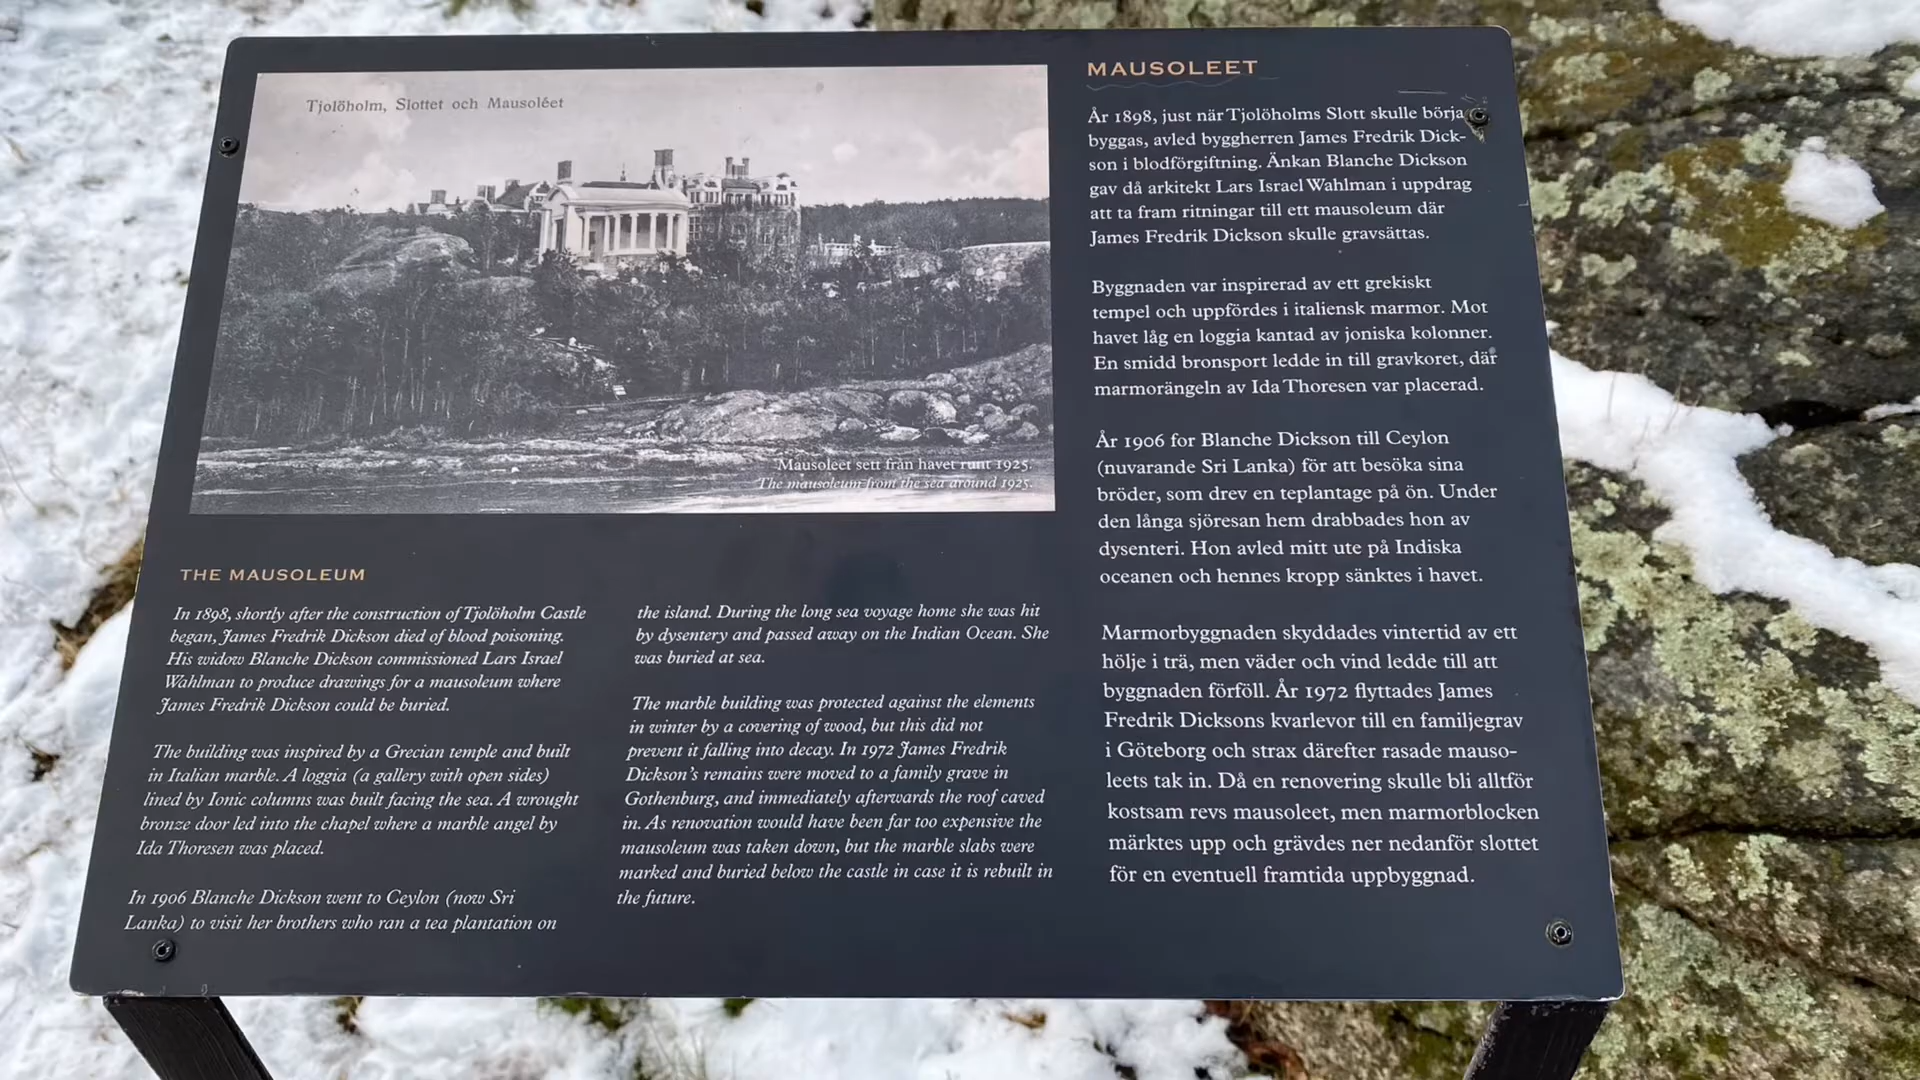 Tjolöholm, Slottet och Mausoléet
Mausoleet sett från havet runt 1925.
The mausoleum from the sea around 1925.
THE MAUSOLEUM
In 1898, shortly after the construction of Tjolöholm Castle
began, James Fredrik Dickson died of blood poisoning.
His widow Blanche Dickson commissioned Lars Israel
Wahlman to produce drawings for a mausoleum where
James Fredrik Dickson could be buried.
The building was inspired by a Grecian temple and built
in Italian marble. A loggia (a gallery with open sides)
lined by Ionic columns was built facing the sea. A wrought
bronze door led into the chapel where a marble angel by
Ida Thoresen was placed.
In 1906 Blanche Dickson went to Ceylon (now Sri
Lanka) to visit her brothers who ran a tea plantation on
the island. During the long sea voyage home she was hit
by dysentery and passed away on the Indian Ocean. She
was buried at sea.
The marble building was protected against the elements
in winter by a covering of wood, but this did not
prevent it falling into decay. In 1972 James Fredrik
Dickson's remains were moved to a family grave in
Gothenburg, and immediately afterwards the roof caved
in. As renovation would have been far too expensive the
mausoleum was taken down, but the marble slabs were
marked and buried below the castle in case it is rebuilt in
the future.
MAUSOLEET
År 1898, just när Tjolöholms Slott skulle börja
byggas, avled byggherren James Fredrik Dick-
son i blodförgiftning. Änkan Blanche Dickson
gav då arkitekt Lars Israel Wahlman i uppdrag
att ta fram ritningar till ett mausoleum där
James Fredrik Dickson skulle gravsättas.
Byggnaden var inspirerad av ett grekiskt
tempel och uppfördes i italiensk marmor. Mot
havet låg en loggia kantad av joniska kolonner.
En smidd bronsport ledde in till gravkoret, där
marmorängeln av Ida Thoresen var placerad.
År 1906 for Blanche Dickson till Ceylon
(nuvarande Sri Lanka) för att besöka sina
bröder, som drev en teplantage på ön. Under
den långa sjöresan hem drabbades hon av
dysenteri. Hon avled mitt ute på Indiska
oceanen och hennes kropp sänktes i havet.
Marmorbyggnaden skyddades vintertid av ett
hölje i trä, men väder och vind ledde till att
byggnaden förföll. År 1972 flyttades James
Fredrik Dicksons kvarlevor till en familjegrav
i Göteborg och strax därefter rasade mauso-
leets tak in. Då en renovering skulle bli alltför
kostsam revs mausoleet, men marmorblocken
märktes upp och grävdes ner nedanför slottet
för en eventuell framtida uppbyggnad.